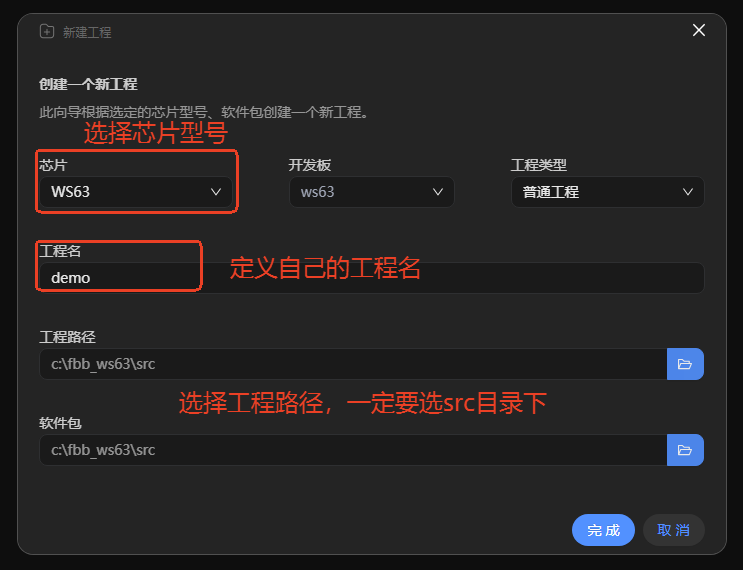 新建工程
创建一个新工程
此向导根据选定的芯片型号、软件包创建一个新工程。
选择芯片型号
芯片 开发板 工程类型
WS63 ws63 普通工程
工程名
demo
定义自己的工程名
工程路径
c:\fbb_ws63\src
选择工程路径，一定要选src目录下
软件包
c:\fbb_ws63\src
完成 取消